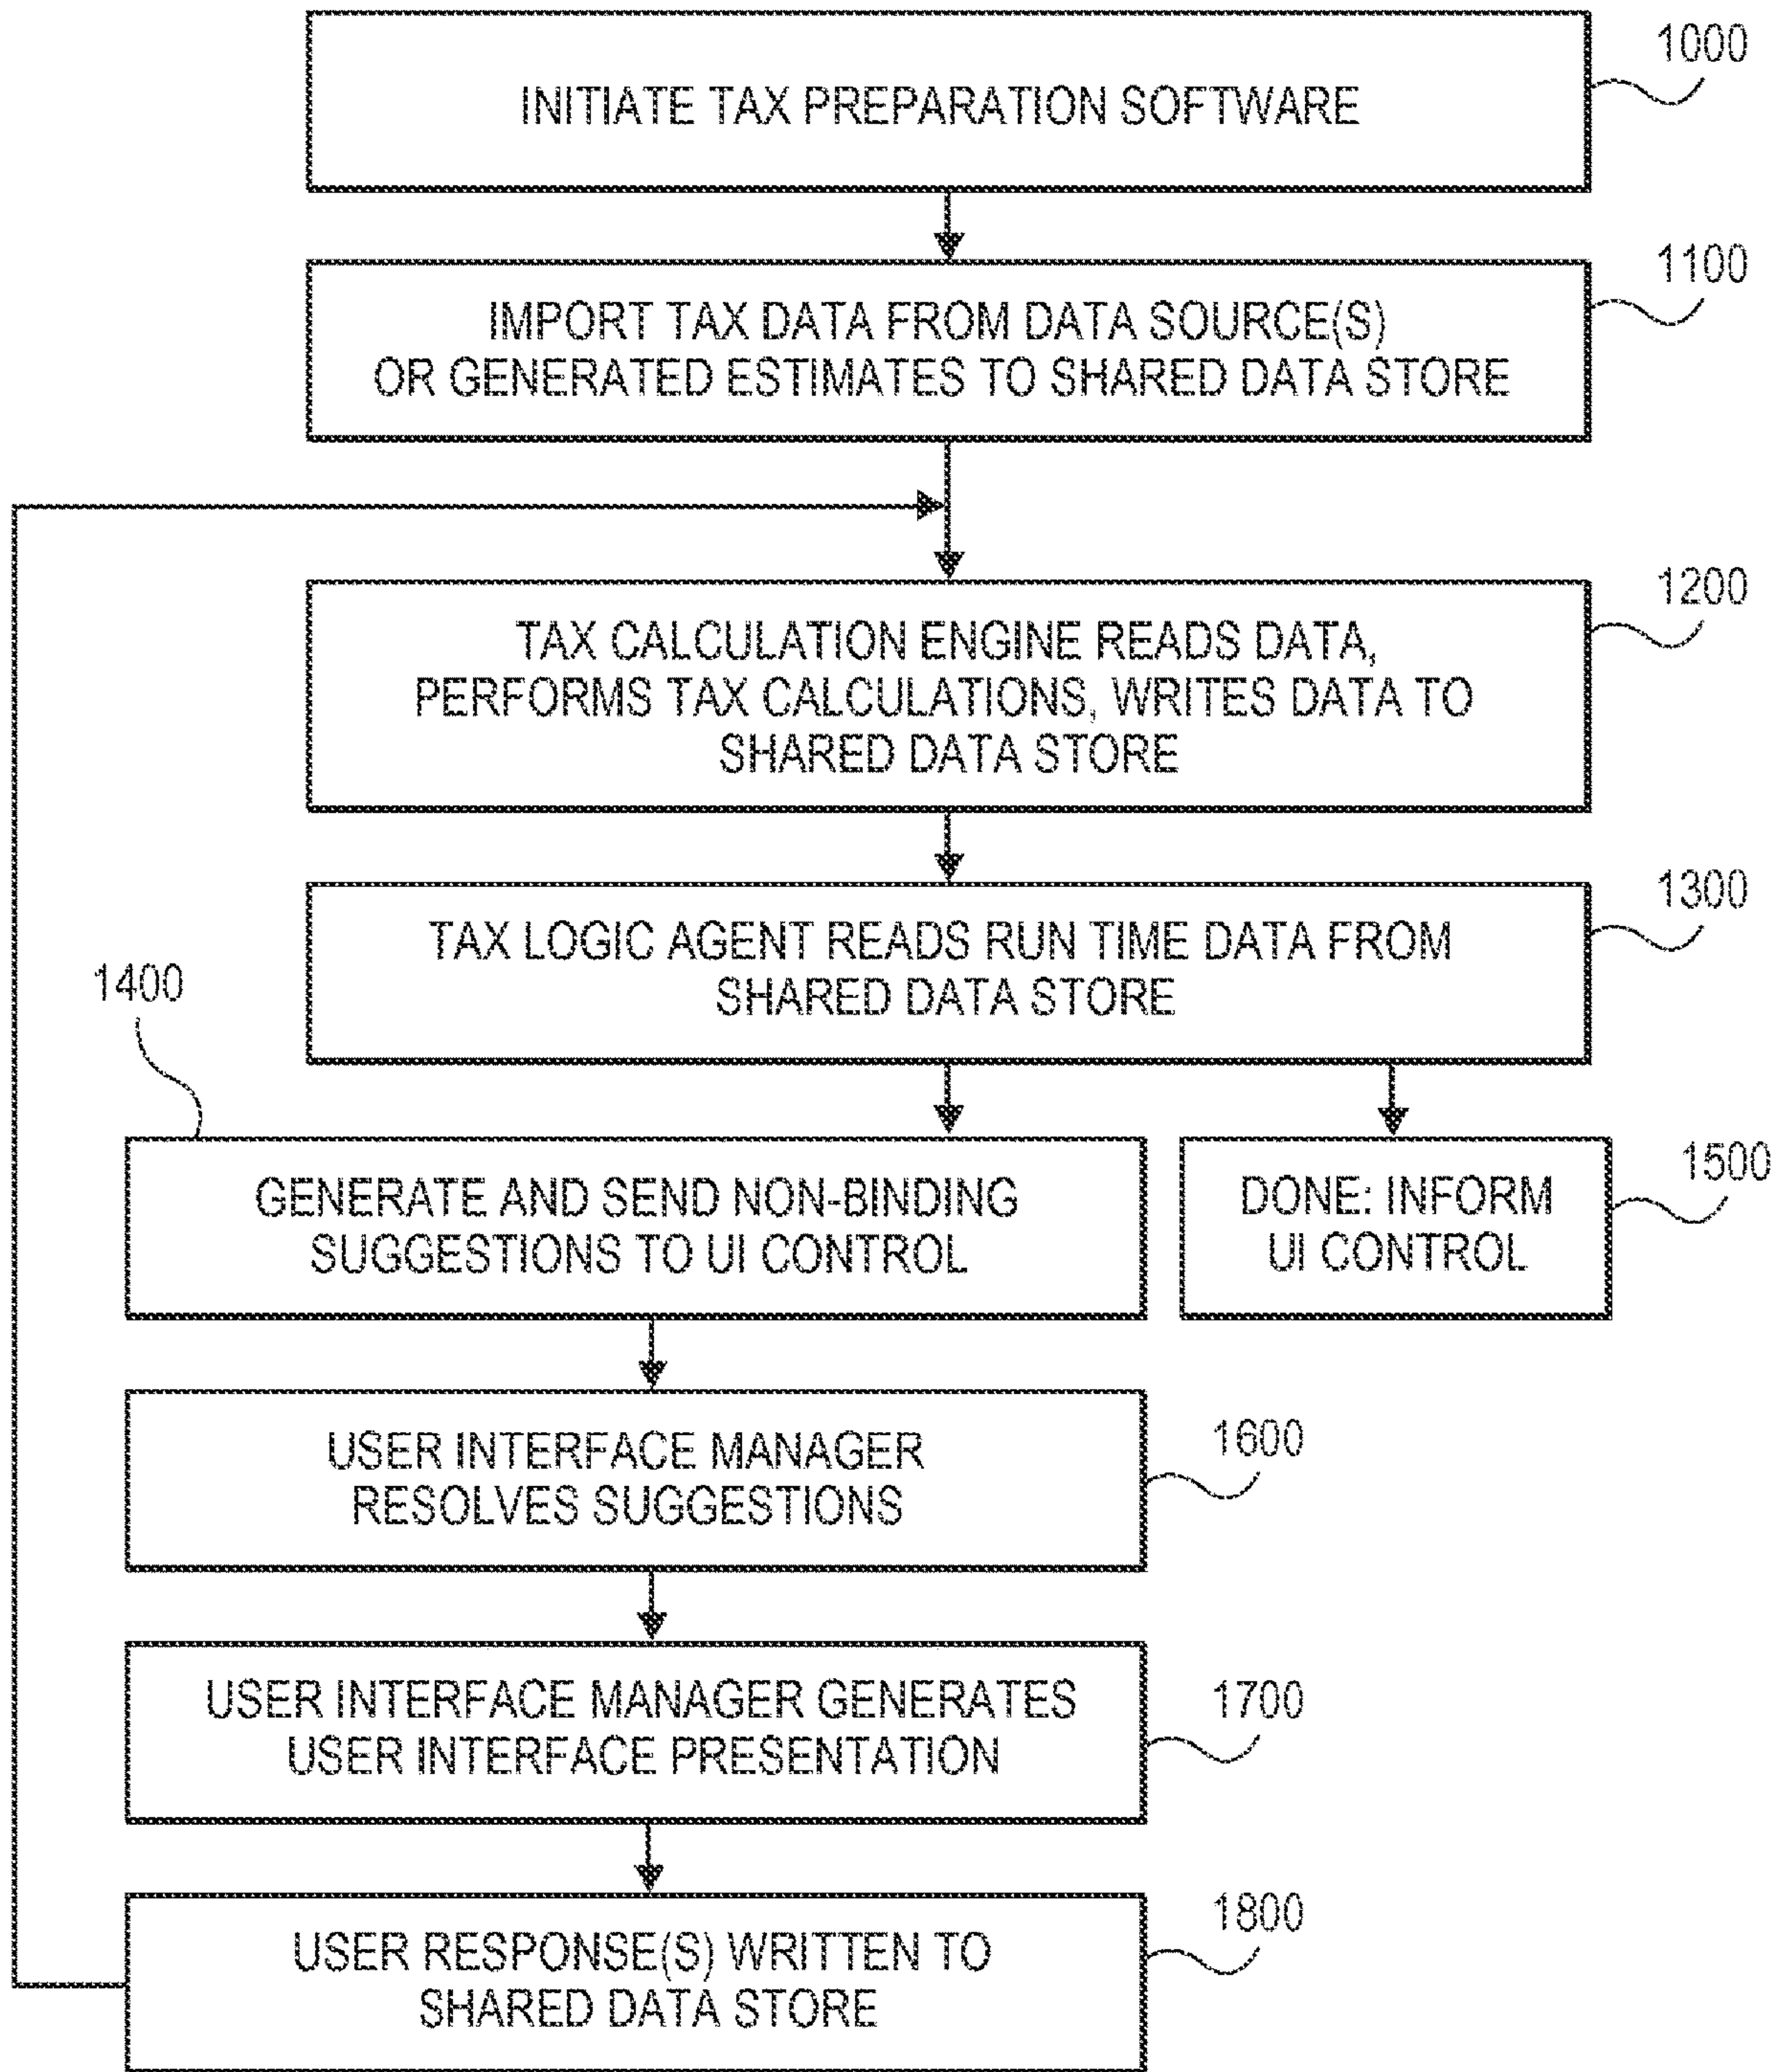 INITIATE TAX PREPARATION SOFTWARE
1000
IMPORT TAX DATA FROM DATA SOURCE(S)
OR GENERATED ESTIMATES TO SHARED DATA STORE
1100
TAX CALCULATION ENGINE READS DATA,
PERFORMS TAX CALCULATIONS, WRITES DATA TO
SHARED DATA STORE
1200
TAX LOGIC AGENT READS RUN TIME DATA FROM
SHARED DATA STORE
1300
1400
GENERATE AND SEND NON-BINDING
SUGGESTIONS TO UI CONTROL
DONE: INFORM
UI CONTROL
1500
USER INTERFACE MANAGER
RESOLVES SUGGESTIONS
1600
USER INTERFACE MANAGER GENERATES
USER INTERFACE PRESENTATION
1700
USER RESPONSE(S) WRITTEN TO
SHARED DATA STORE
1800